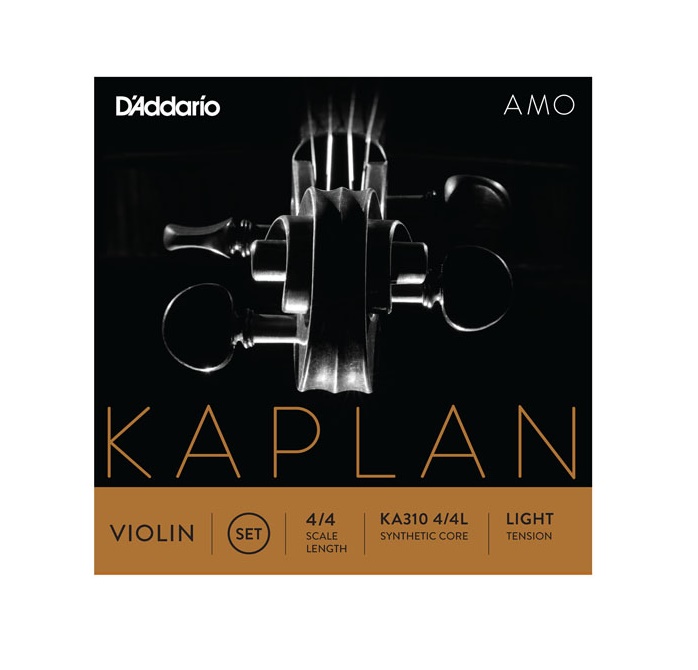 D'Addario
AMO
KAPLAN
VIOLIN
SET
4/4
SCALE
LENGTH
KA310 4/4L
SYNTHETIC CORE
LIGHT
TENSION